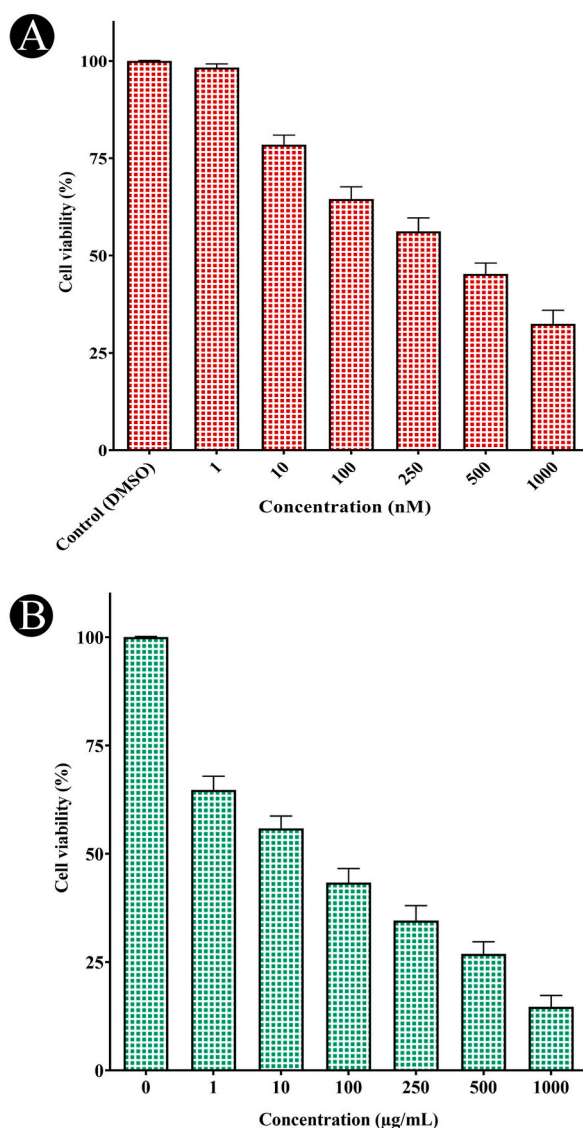 A
Cell viability (%)
100
75
50
25
0
Control (DMSO) 1 10 100 250 500 1000
Concentration (nM)
B
Cell viability (%)
100
75
50
25
0
0 1 10 100 250 500 1000
Concentration (µg/mL)